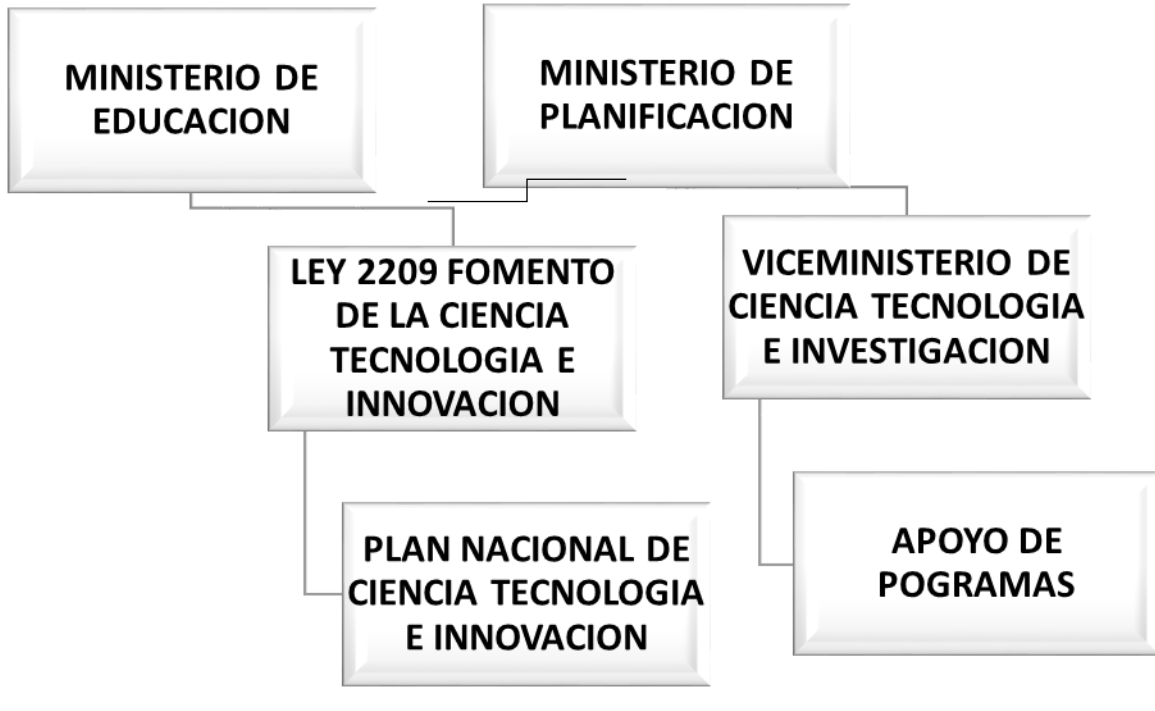 MINISTERIO DE
EDUCACION
MINISTERIO DE
PLANIFICACION
LEY 2209 FOMENTO
DE LA CIENCIA
TECNOLOGIA E
INNOVACION
VICEMINISTERIO DE
CIENCIA TECNOLOGIA
E INVESTIGACION
PLAN NACIONAL DE
CIENCIA TECNOLOGIA
E INNOVACION
APOYO DE
POGRAMAS